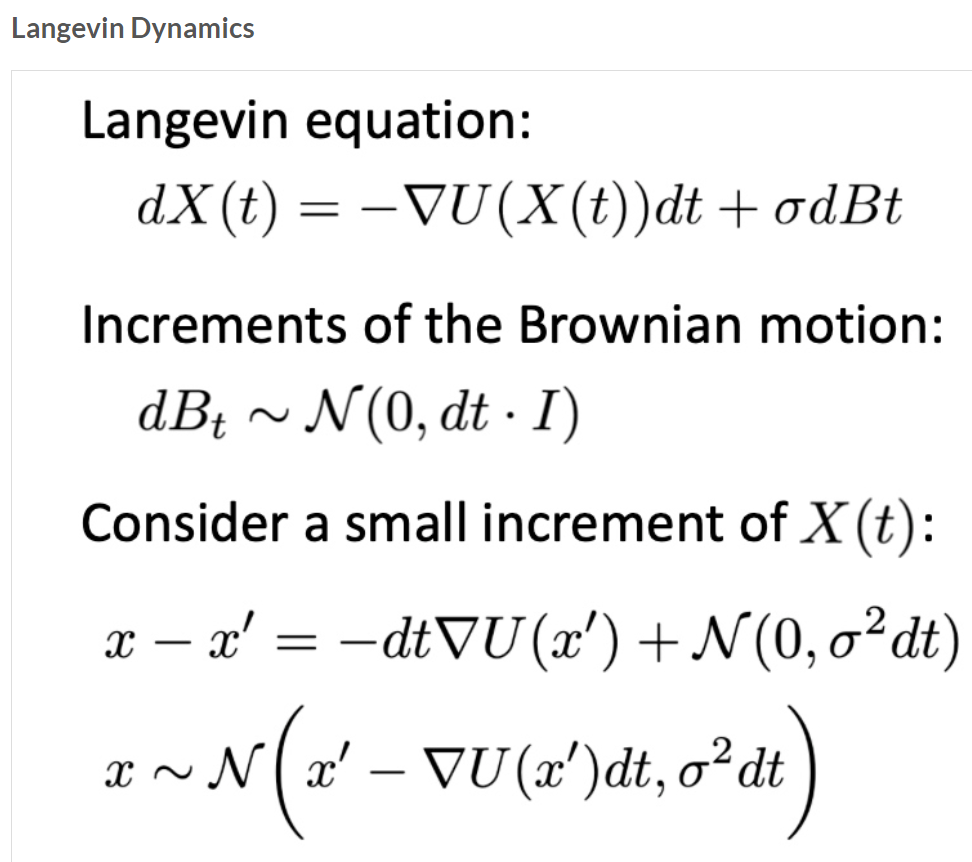 Langevin Dynamics
Langevin equation:
dX(t) = −∇U(X(t))dt + σdBt
Increments of the Brownian motion:
dBₜ ~ 𝒩(0, dt · I)
Consider a small increment of X(t):
x − x′ = −dt∇U(x′) + 𝒩(0, σ²dt)
x ~ 𝒩(x′ − ∇U(x′)dt, σ²dt)